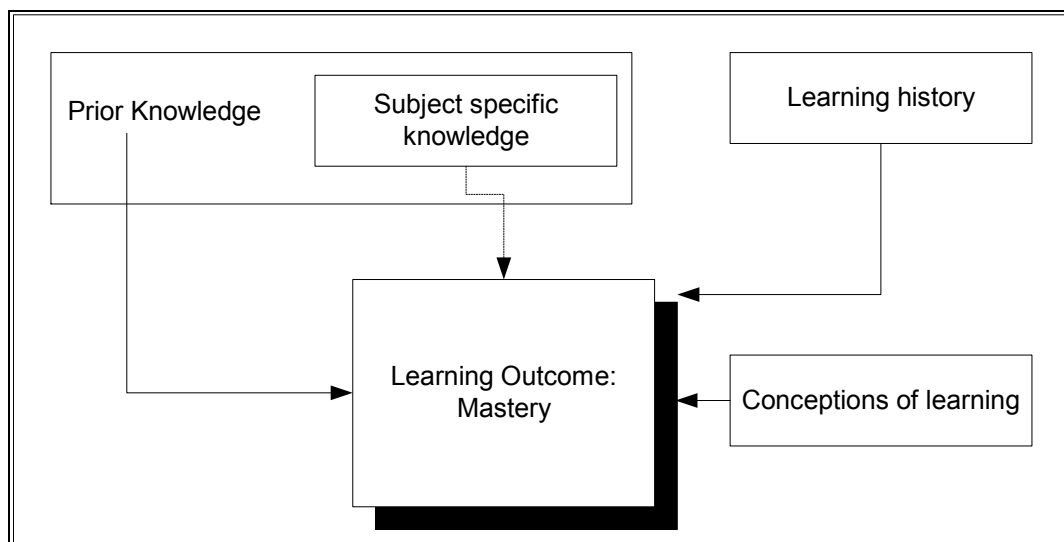 Prior Knowledge
Subject specific
knowledge
Learning history
Learning Outcome:
Mastery
Conceptions of learning